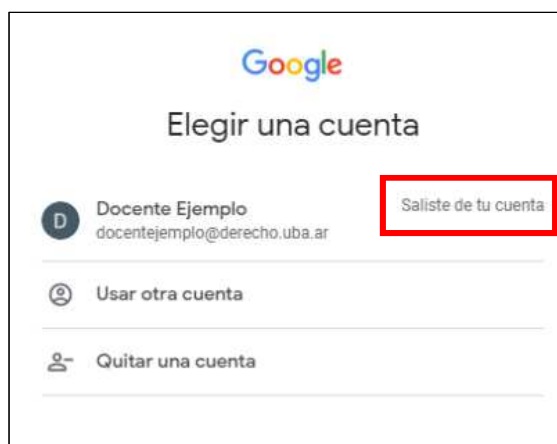 Google
Elegir una cuenta
D
Docente Ejemplo
Saliste de tu cuenta
docentejemplo@derecho.uba.ar
Usar otra cuenta
Quitar una cuenta